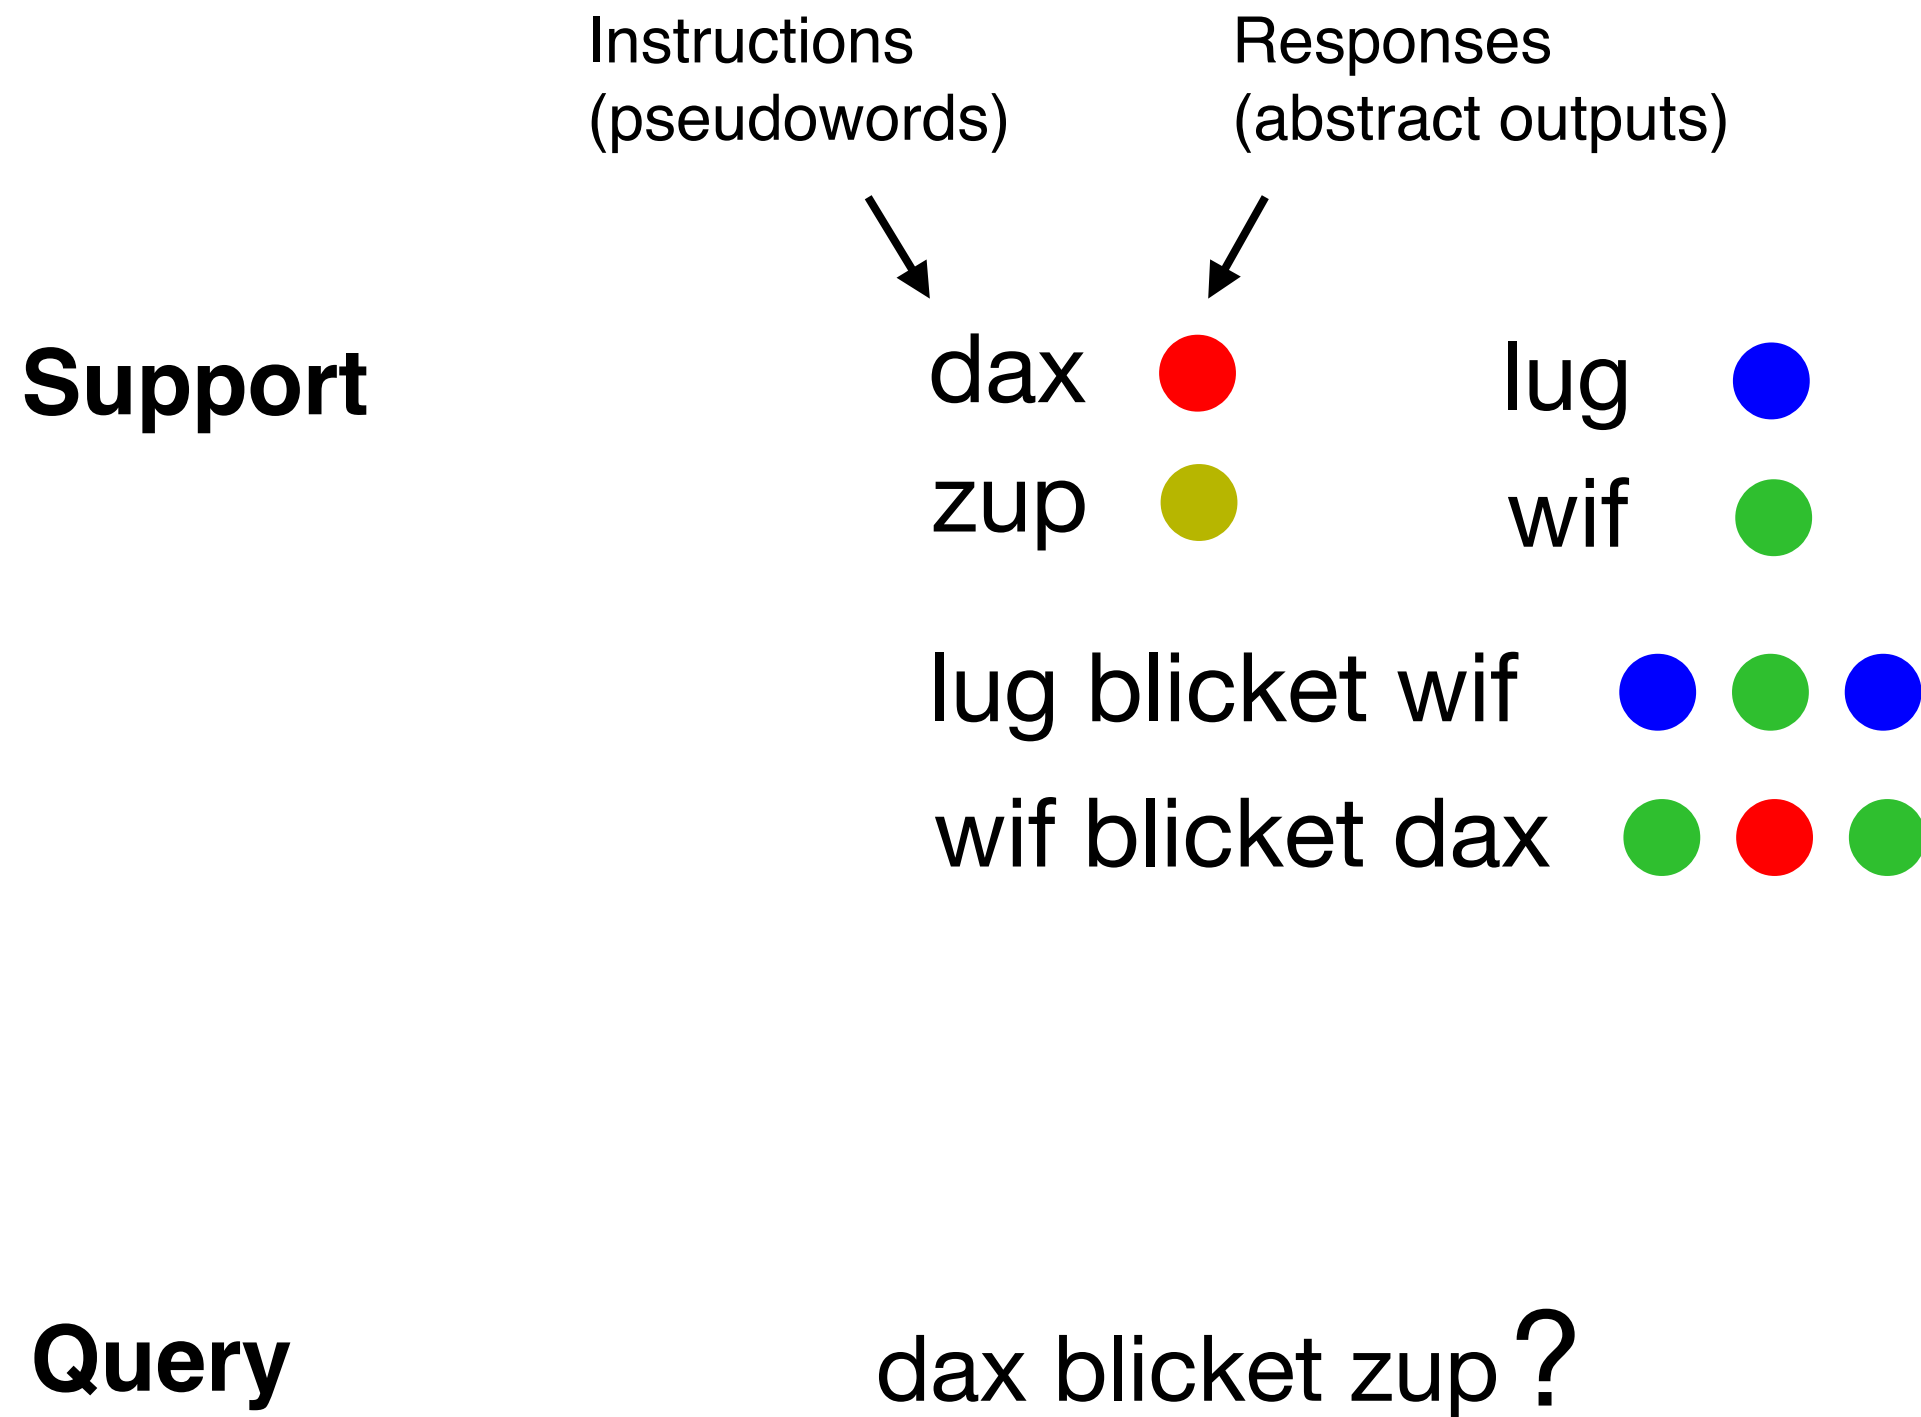 Instructions
(pseudowords)
Responses
(abstract outputs)
Support
dax
lug
zup
wif
lug blicket wif
wif blicket dax
Query
dax blicket zup ?